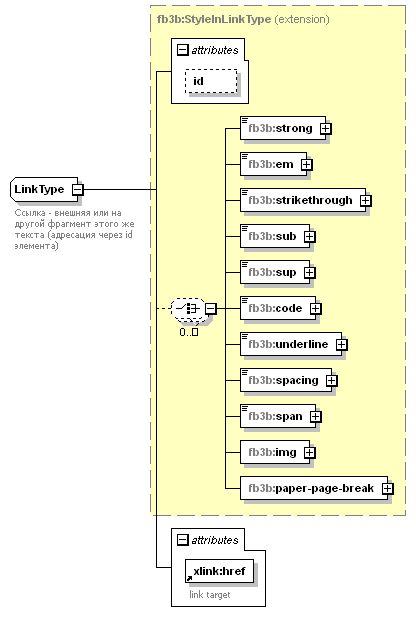 fb3b:StyleInLinkType (extension)
attributes
id
LinkType
Ссылка - внешняя или на
другой фрагмент этого же
текста (адресация через id
элемента)
fb3b:strong
fb3b:em
fb3b:strikethrough
fb3b:sub
fb3b:sup
fb3b:code
0..
fb3b:underline
fb3b:spacing
fb3b:span
fb3b:img
fb3b:paper-page-break
attributes
xlink:href
link target